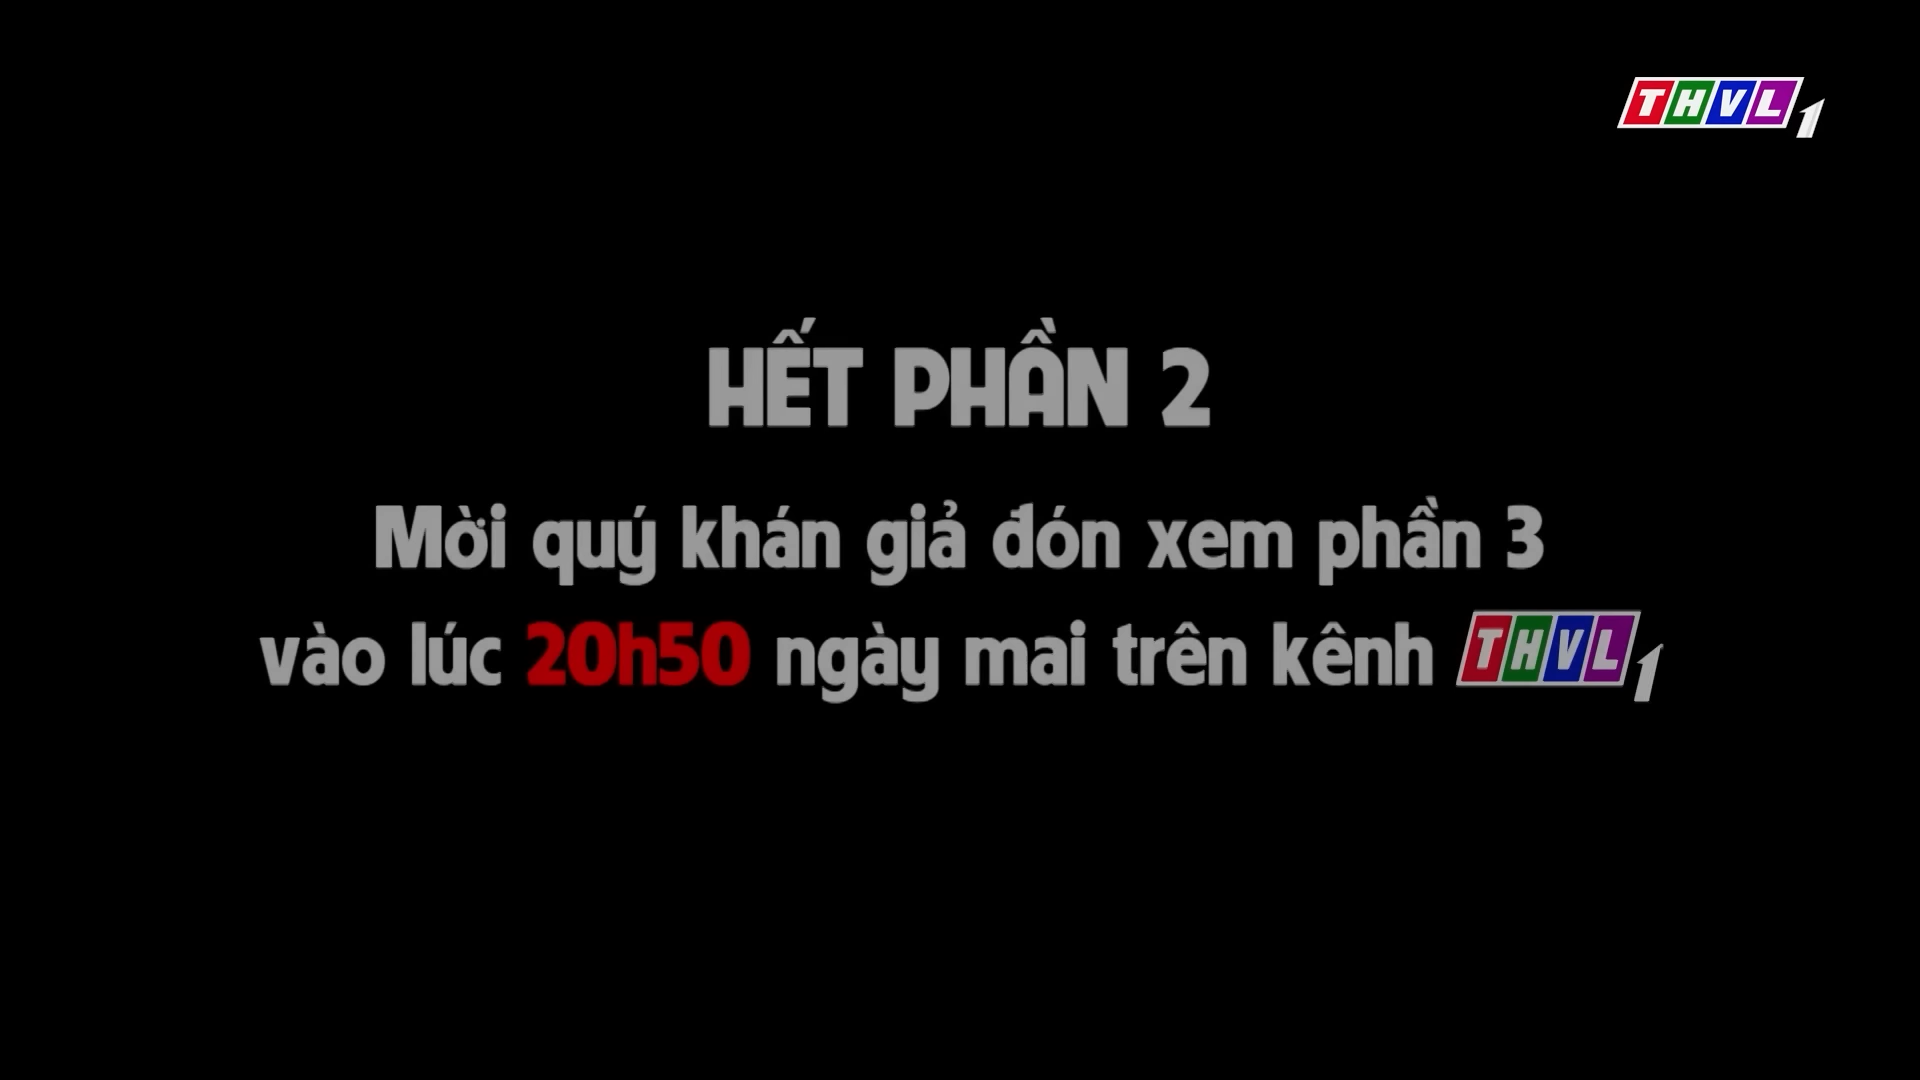 THVL1
HẾT PHẦN 2
Mời quý khán giả đón xem phần 3
vào lúc 20h50 ngày mai trên kênh THVL1